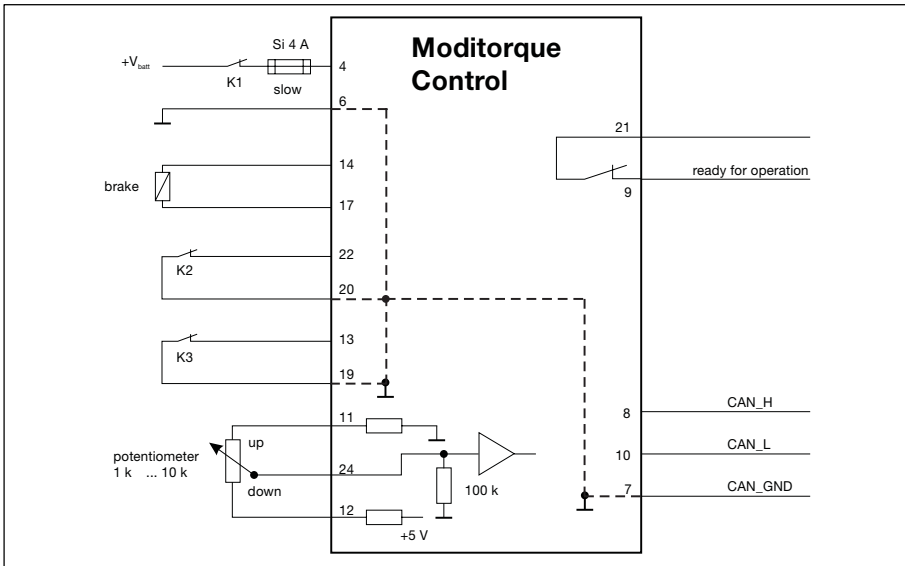 Moditorque
Control
Si 4 A
+V_batt
K1
slow
4
6
14
brake
17
22
K2
20
13
K3
19
11
up
potentiometer
1 k ... 10 k
24
down
100 k
12
+5 V
21
ready for operation
9
8
CAN_H
10
CAN_L
7
CAN_GND